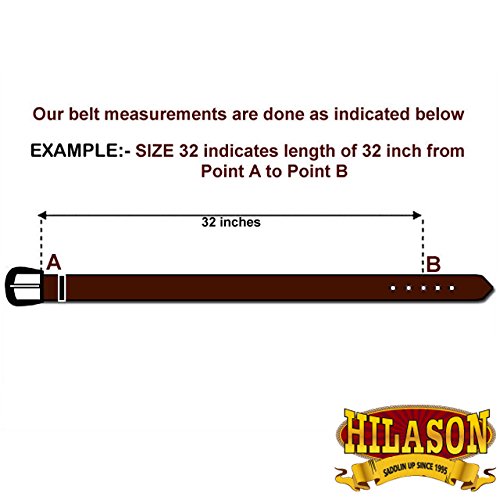 Our belt measurements are done as indicated below
EXAMPLE:- SIZE 32 indicates length of 32 inch from
Point A to Point B
32 inches
A
B
HILASON
SADDLIN UP SINCE 1995